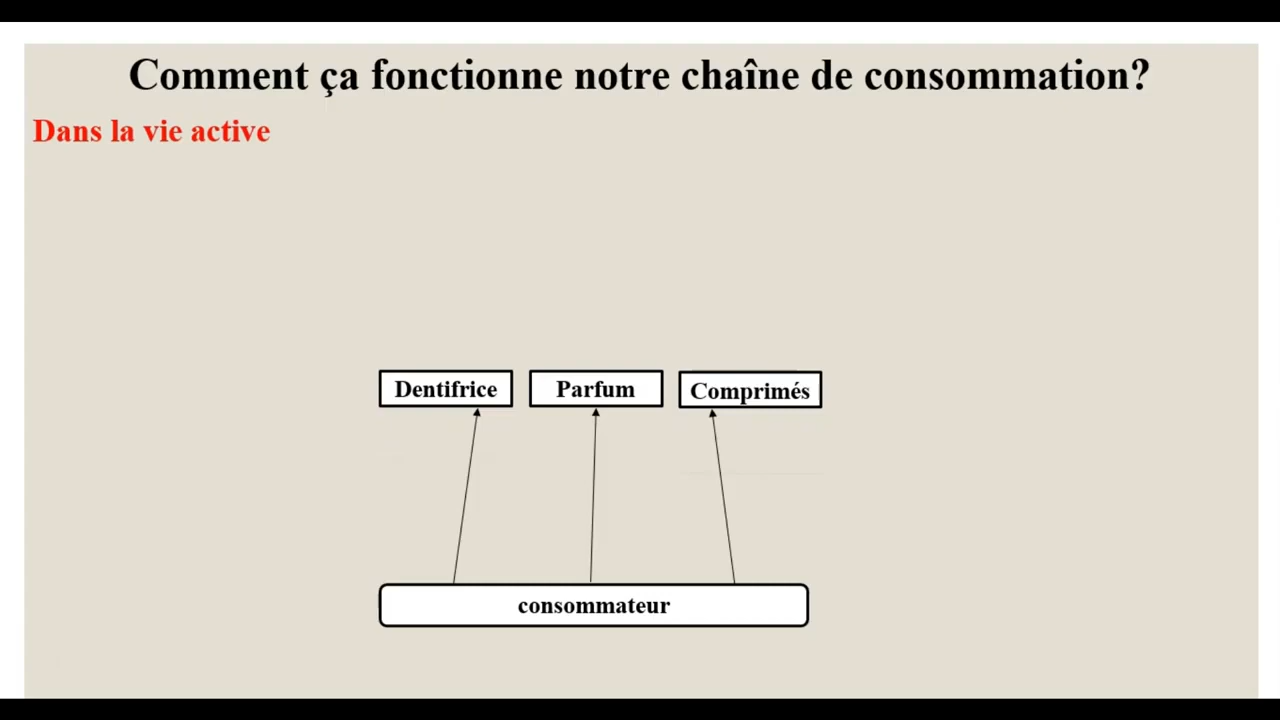 Comment ça fonctionne notre chaîne de consommation?
Dans la vie active
Dentifrice
Parfum
Comprimés
consommateur